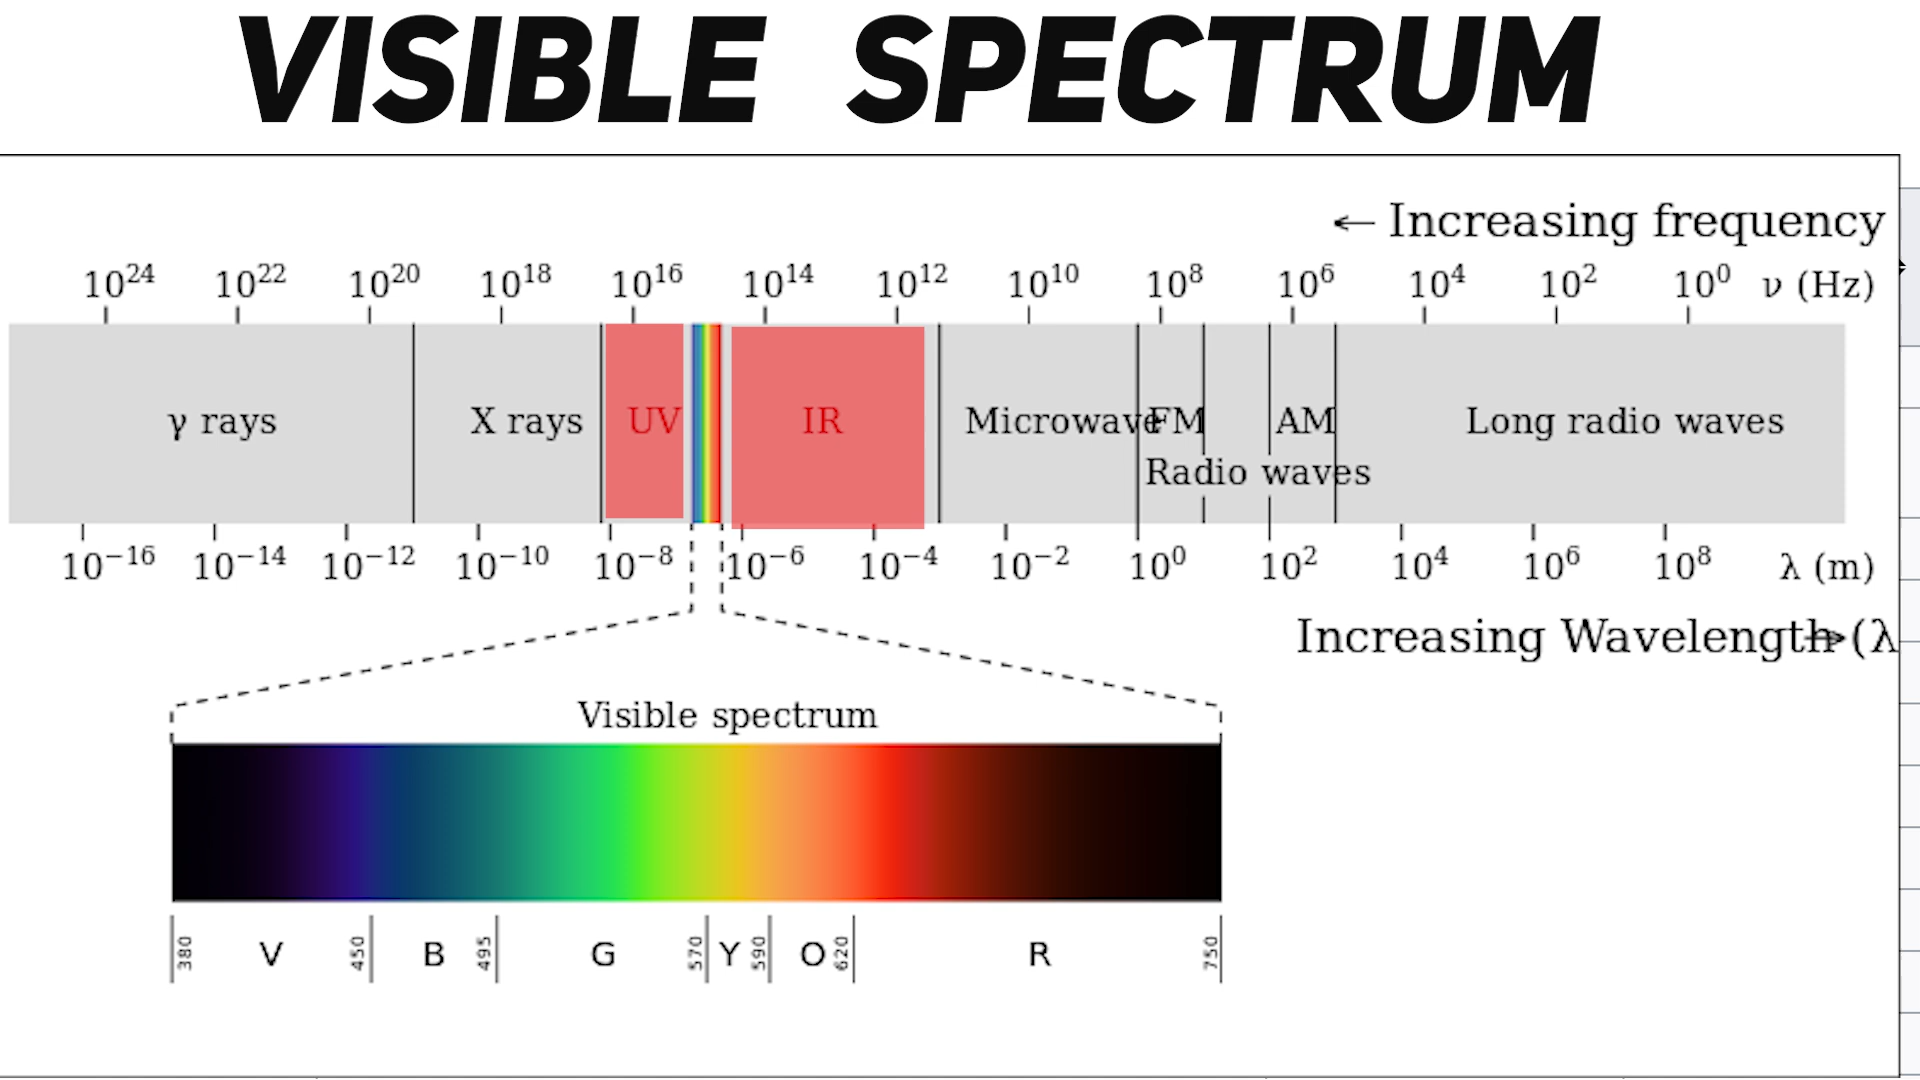 VISIBLE SPECTRUM
← Increasing frequency
10²⁴ 10²² 10²⁰ 10¹⁸ 10¹⁶ 10¹⁴ 10¹² 10¹⁰ 10⁸ 10⁶ 10⁴ 10² 10⁰ ν (Hz)
γ rays X rays UV IR Microwave FM AM Long radio waves
Radio waves
10⁻¹⁶ 10⁻¹⁴ 10⁻¹² 10⁻¹⁰ 10⁻⁸ 10⁻⁶ 10⁻⁴ 10⁻² 10⁰ 10² 10⁴ 10⁶ 10⁸ λ (m)
Increasing Wavelength → (λ
Visible spectrum
380 V 450 B 495 G 570 Y 590 O 620 R 750